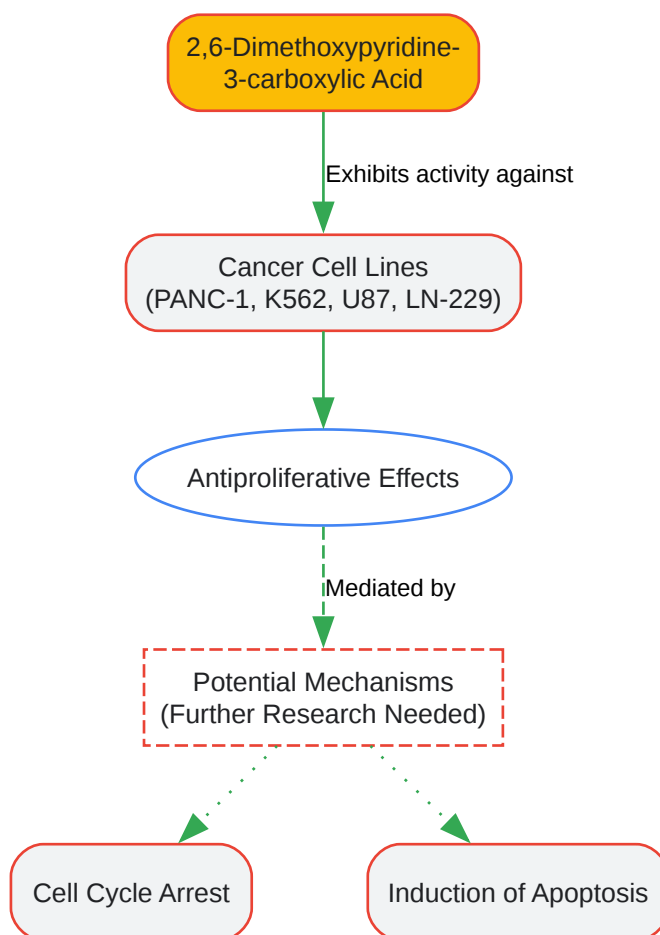 2,6-Dimethoxypyridine-
3-carboxylic Acid
Exhibits activity against
Cancer Cell Lines
(PANC-1, K562, U87, LN-229)
Antiproliferative Effects
Mediated by
Potential Mechanisms
(Further Research Needed)
Cell Cycle Arrest
Induction of Apoptosis